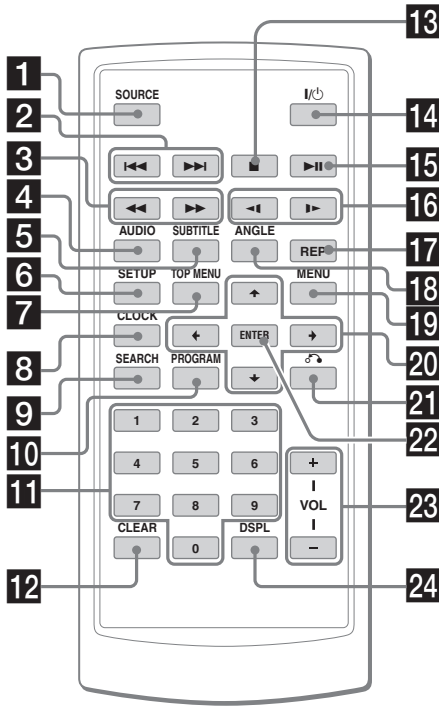 13
1 SOURCE I/⏻ 14
2 ⏮ ⏭ ■ ▶II 15
3 ◀◀ ▶▶ ◀I I▶ 16
4 AUDIO SUBTITLE ANGLE REP 17
5 18
6 SETUP TOP MENU MENU 19
7
8 CLOCK ENTER 20
9 SEARCH PROGRAM 21
10 22
11 1 2 3
4 5 6 + 23
7 8 9 VOL
12 CLEAR 0 DSPL − 24